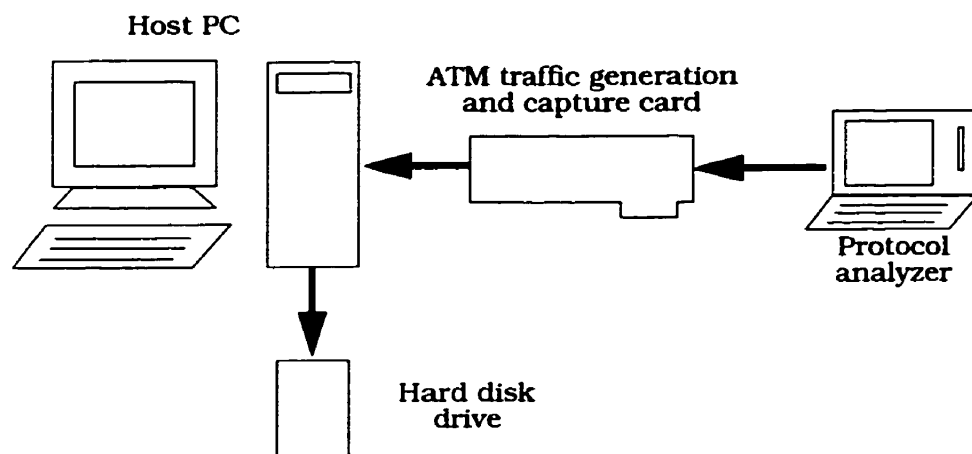 Host PC
ATM traffic generation
and capture card
Protocol
analyzer
Hard disk
drive